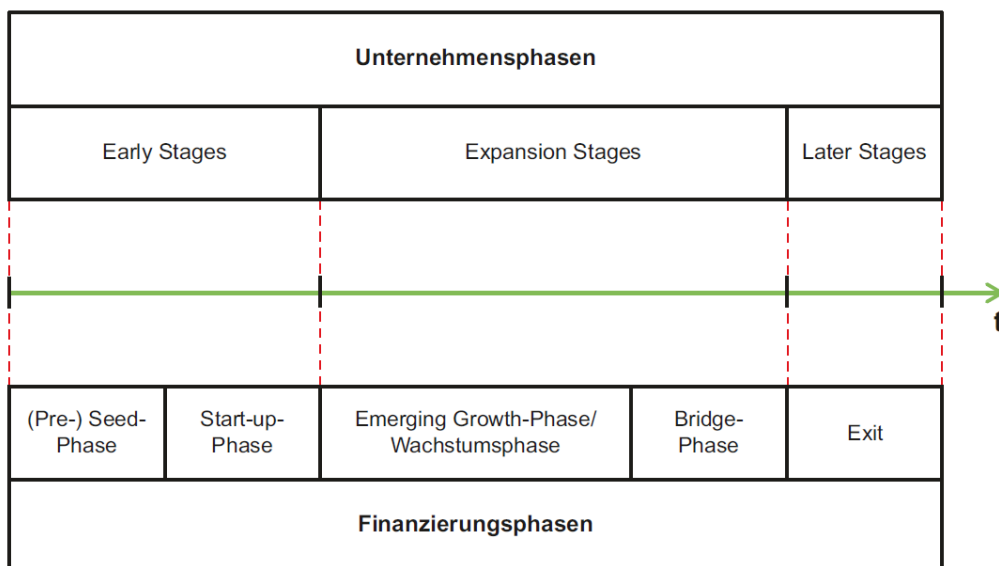 Unternehmensphasen
Early Stages
Expansion Stages
Later Stages
t
(Pre-) Seed-
Phase
Start-up-
Phase
Emerging Growth-Phase/
Wachstumsphase
Bridge-
Phase
Exit
Finanzierungsphasen